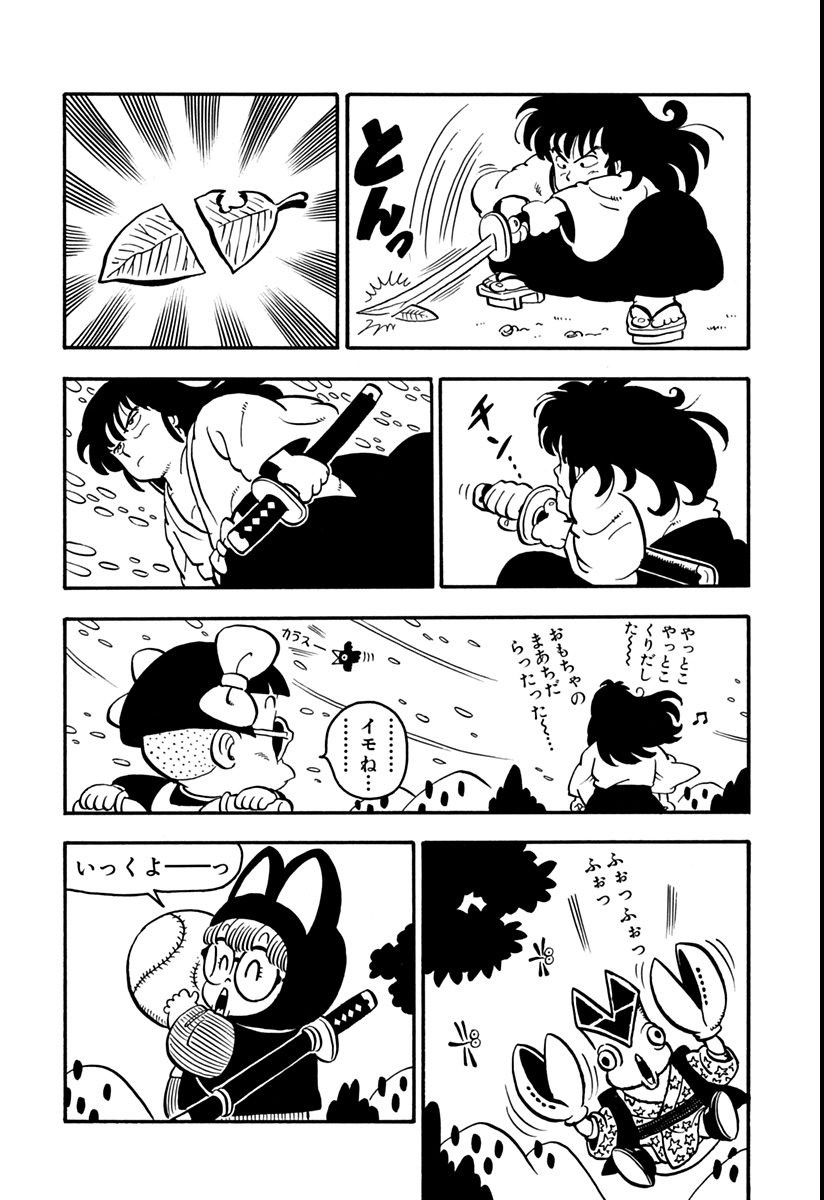 とんっ
チン…
やっとこ
やっとこ
くりだし
た～～
おもちゃの
まあちだ
らったった～…
カラスー
………
イモね…
………
ふぉっふぉっ
ふぉっ
いっくよ――っ